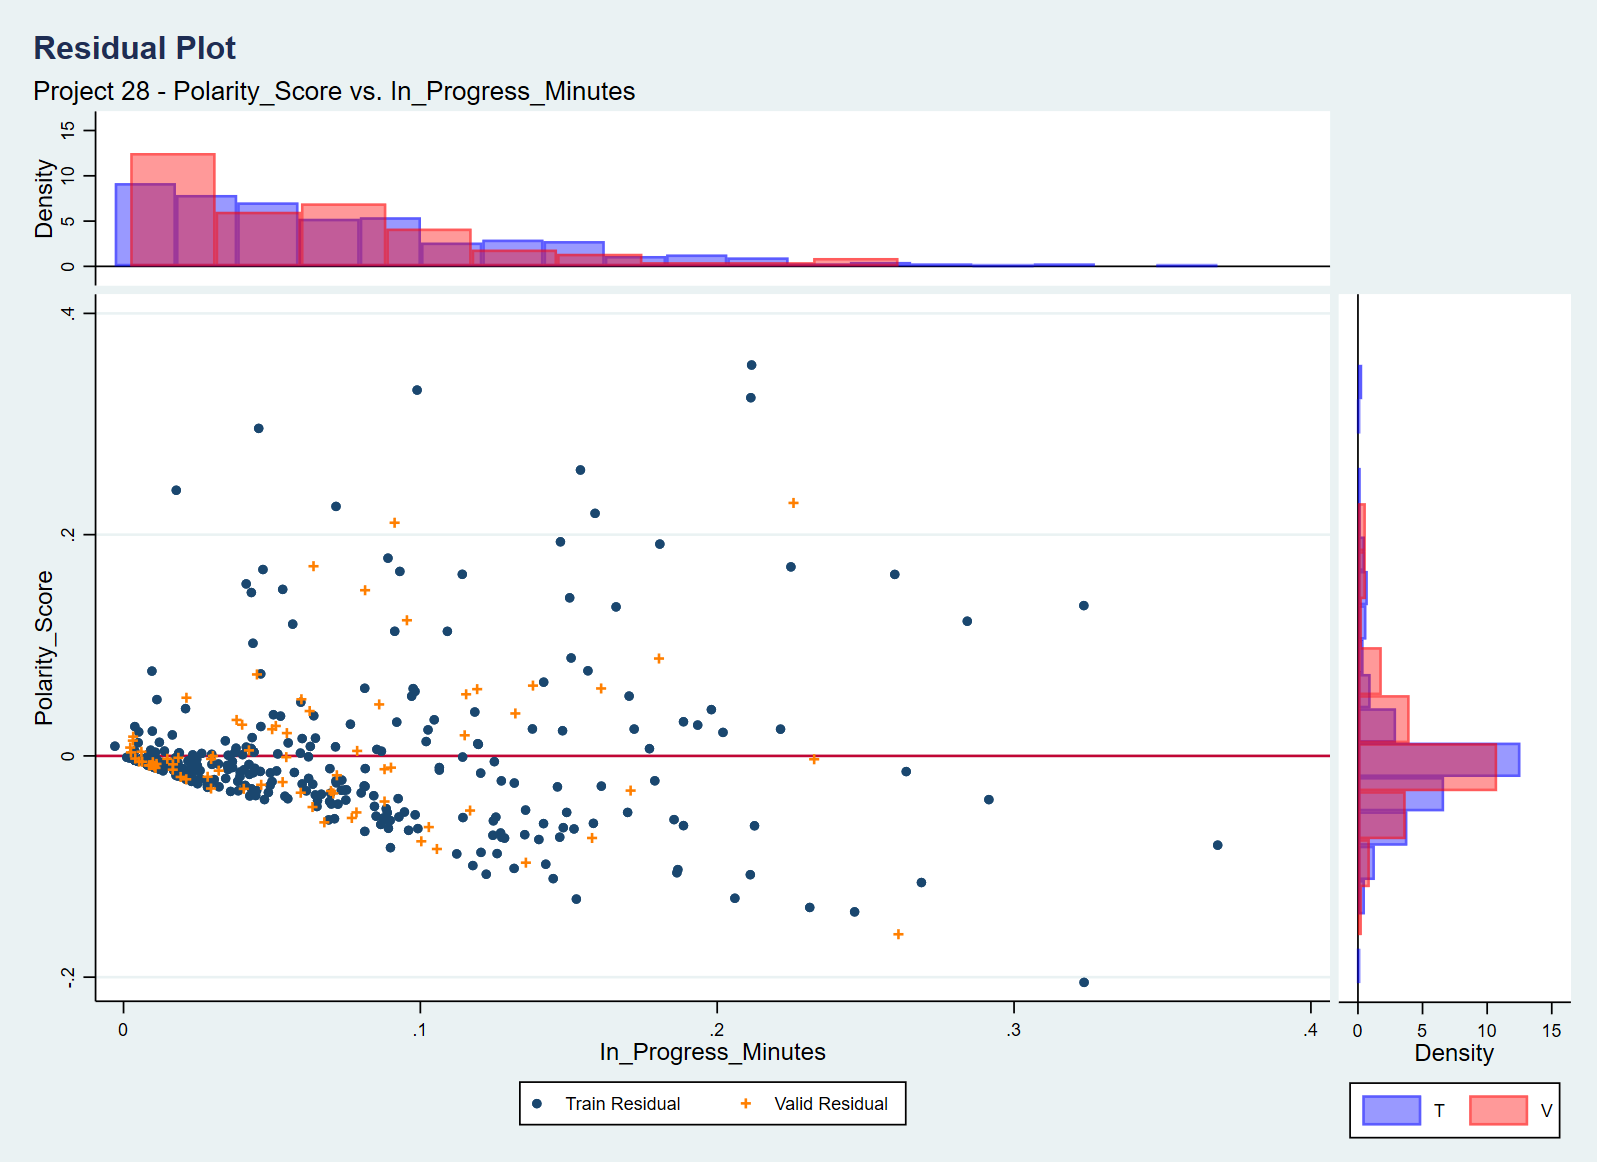 Residual Plot
Project 28 - Polarity_Score vs. In_Progress_Minutes
Density
15
10
5
0
Polarity_Score
.4
.2
0
-.2
0 .1 .2 .3 .4
In_Progress_Minutes
0 5 10 15
Density
Train Residual Valid Residual
T V